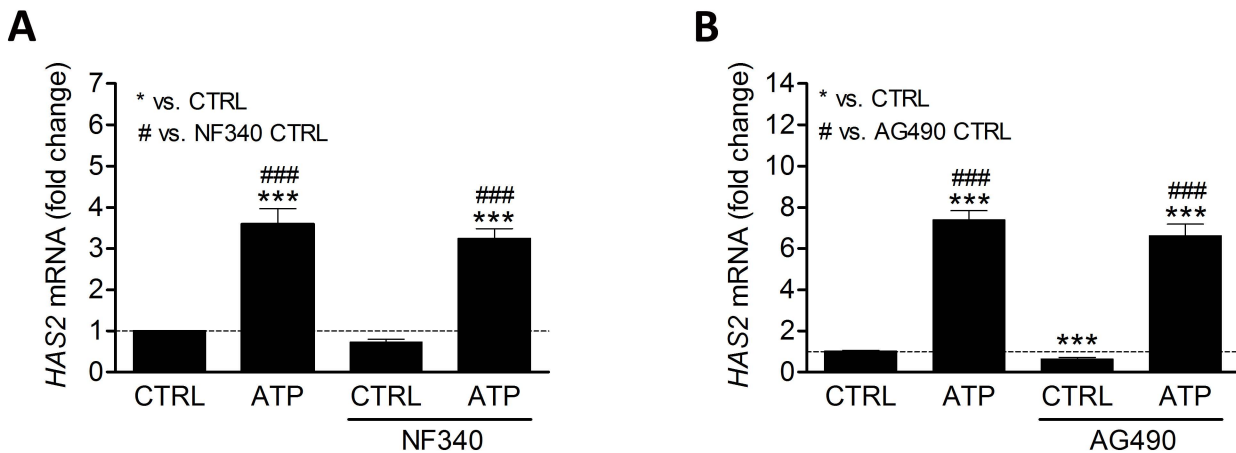 A
HAS2 mRNA (fold change)
7
6
5
4
3
2
1
0
* vs. CTRL
# vs. NF340 CTRL
###
***
###
***
CTRL
ATP
CTRL
ATP
NF340
B
HAS2 mRNA (fold change)
14
12
10
8
6
4
2
0
* vs. CTRL
# vs. AG490 CTRL
###
***
***
###
***
CTRL
ATP
CTRL
ATP
AG490